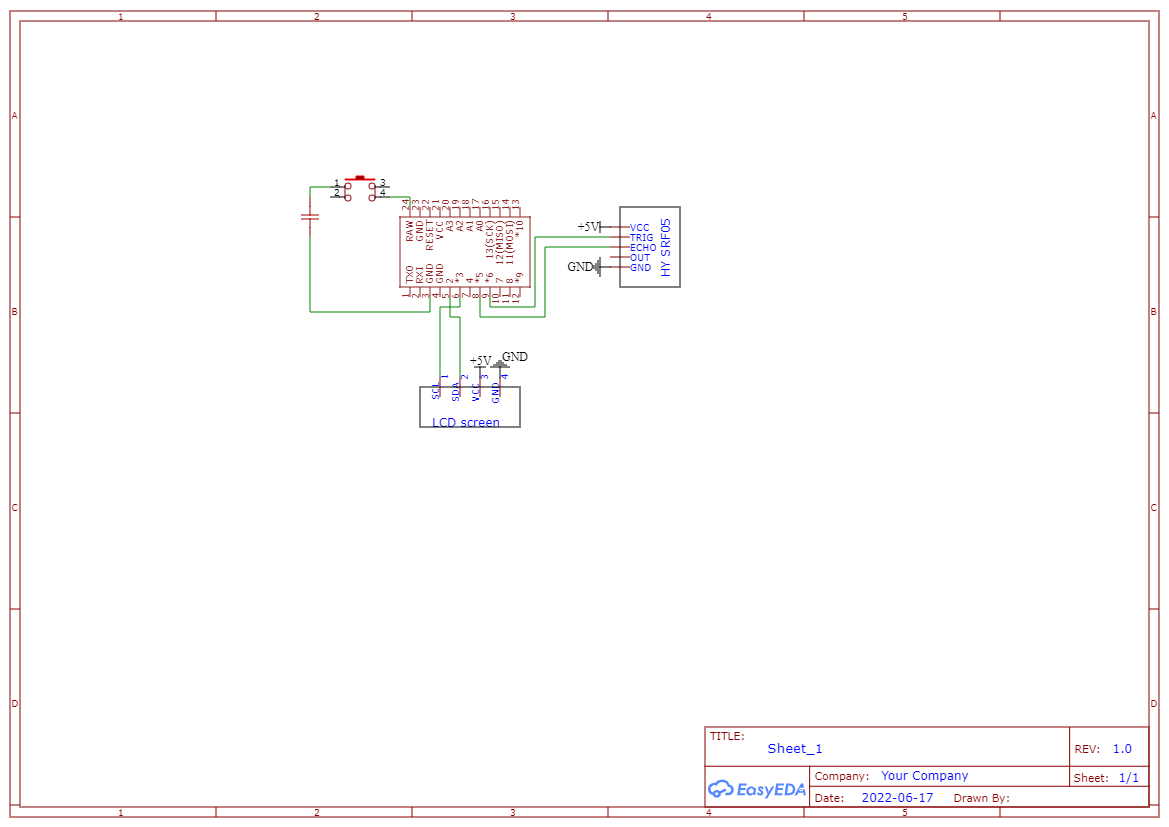 1 2 3 4 5
A A
1 3
2 4
24 23 22 21 20 19 18 17 16 15 14 13
RAW GND RESET VCC A3 A2 A1 A0 13(SCK) 12(MISO) 11(MOSI) *10
+5V VCC
TRIG
ECHO
OUT
GND GND
HY SRF05
TXO RXI GND GND 2 *3 4 *5 *6 7 8 *9
1 2 3 4 5 6 7 8 9 10 11 12
B B
+5V GND
1 2 3 4
SCL SDA VCC GND
LCD screen
C C
D D
TITLE:
Sheet_1
REV: 1.0
EasyEDA
Company: Your Company
Sheet: 1/1
Date: 2022-06-17 Drawn By:
1 2 3 4 5